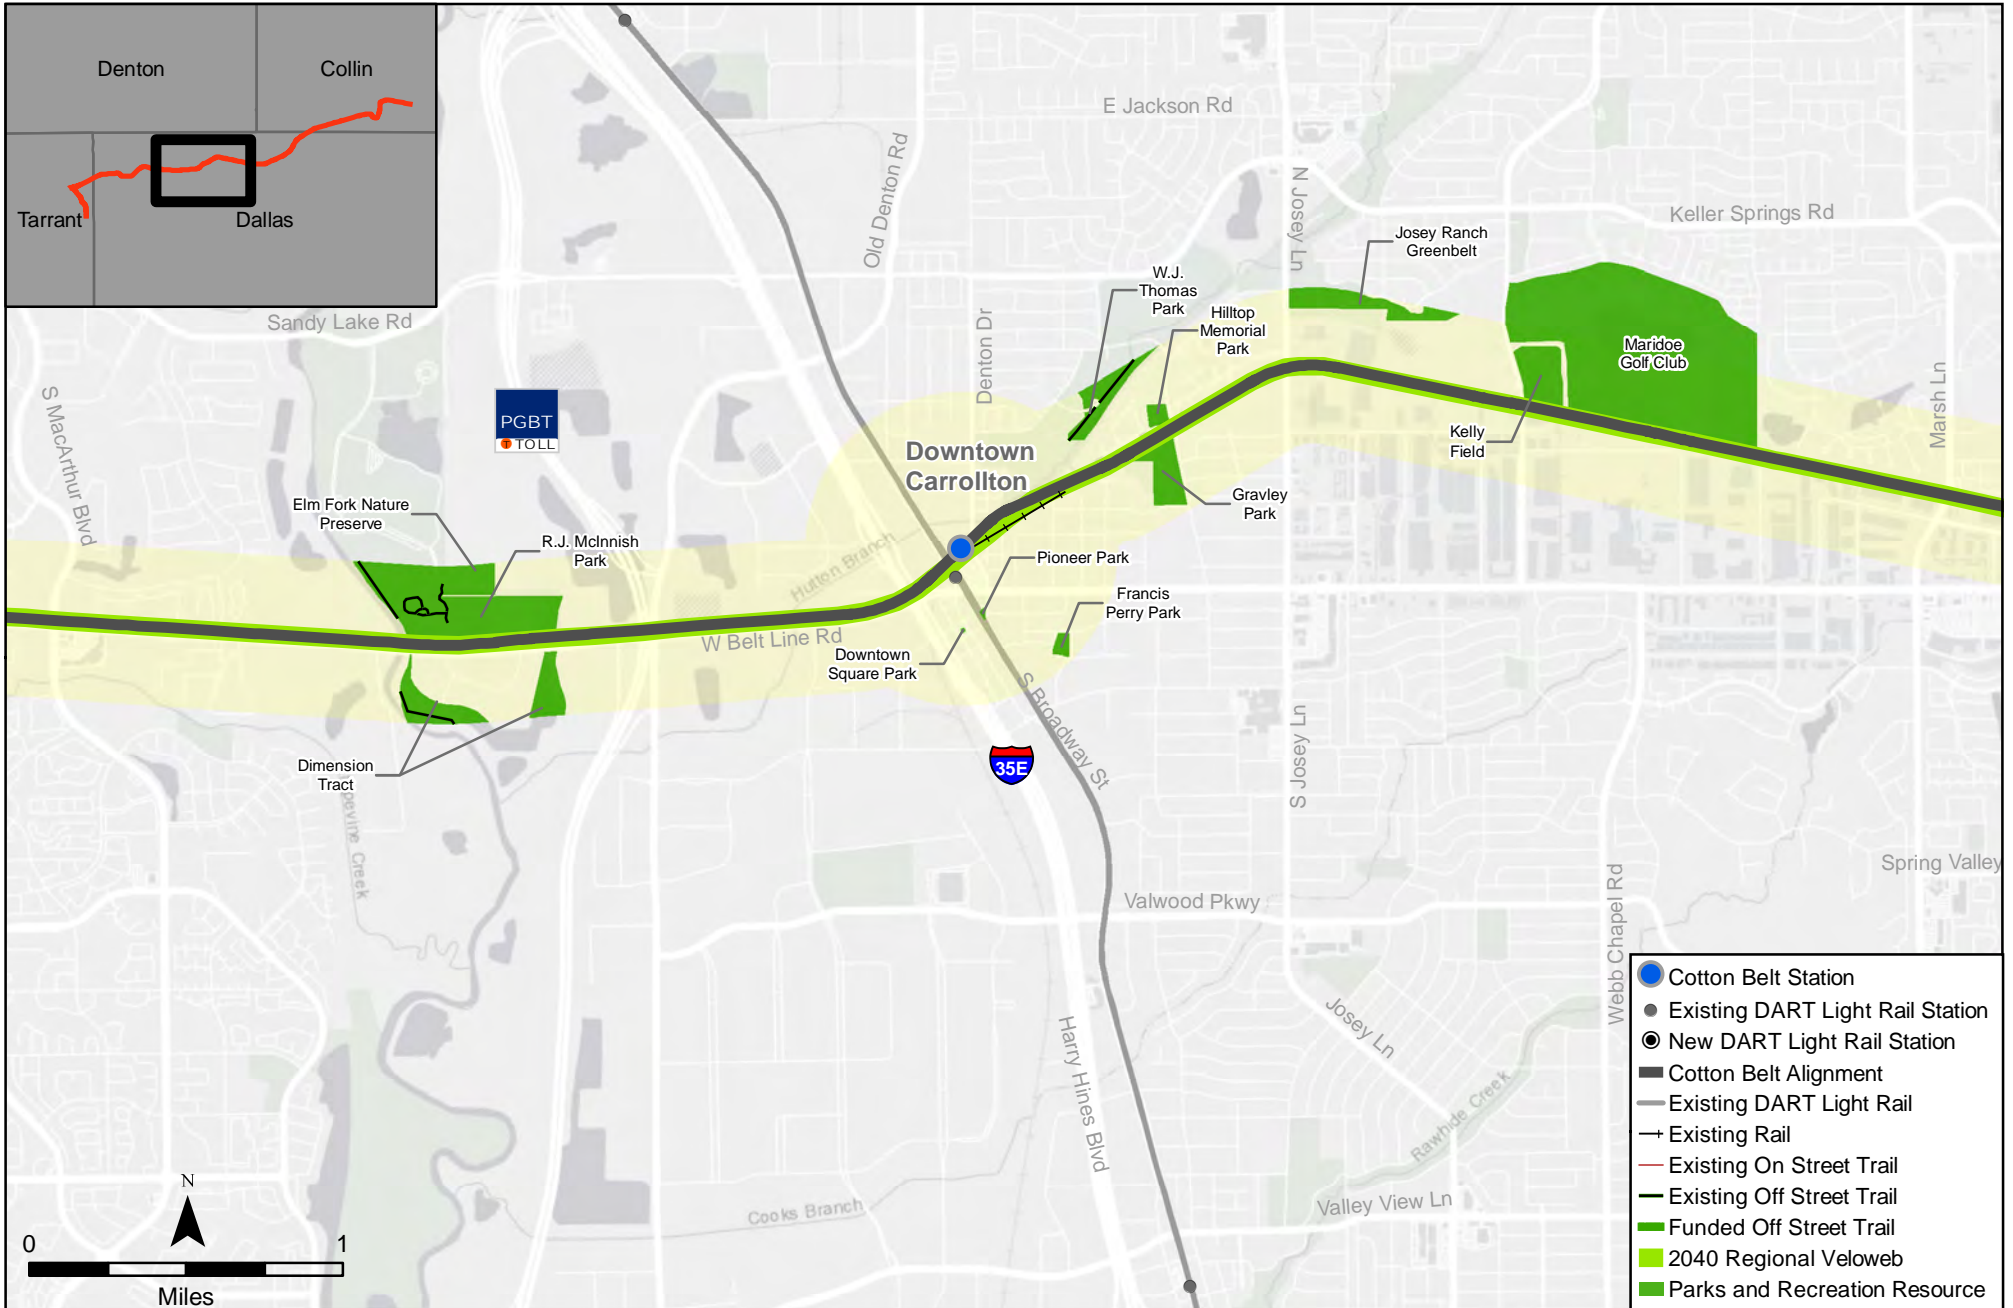 Denton
Collin
Tarrant
Dallas
E Jackson Rd
Old Denton Rd
N Josey Ln
Keller Springs Rd
Josey Ranch
Greenbelt
W.J.
Thomas
Park
Hilltop
Memorial
Park
Sandy Lake Rd
Denton Dr
Maridoe
Golf Club
Marsh Ln
S MacArthur Blvd
PGBT
T TOLL
Kelly
Field
Downtown
Carrollton
Elm Fork Nature
Preserve
R.J. McInnish
Park
Gravley
Park
Hutton Branch
Pioneer Park
Francis
Perry Park
W Belt Line Rd
Downtown
Square Park
S Broadway St
S Josey Ln
35E
Dimension
Tract
Creek
Valwood Pkwy
Spring Valley
Webb Chapel Rd
Josey Ln
Harry Hines Blvd
Rawhide Creek
Cooks Branch
Valley View Ln
N
0 1
Miles
Cotton Belt Station
Existing DART Light Rail Station
New DART Light Rail Station
Cotton Belt Alignment
Existing DART Light Rail
Existing Rail
Existing On Street Trail
Existing Off Street Trail
Funded Off Street Trail
2040 Regional Veloweb
Parks and Recreation Resource